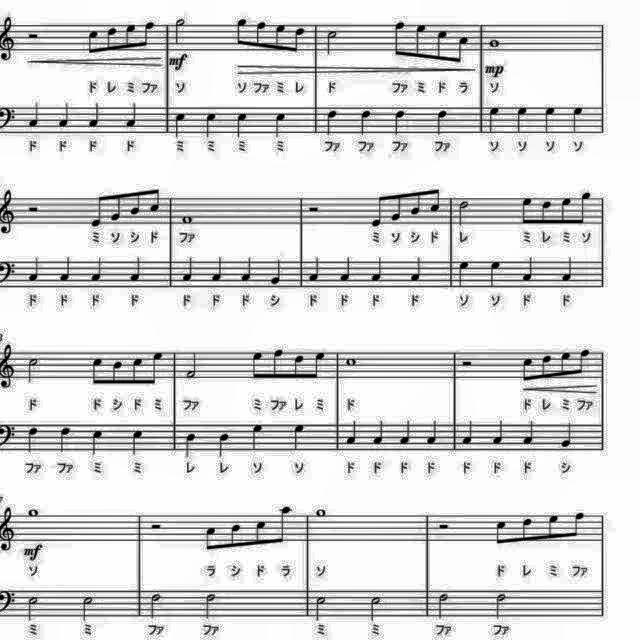 mf
mp
ド レ ミ ファ ソ ソ ファ ミ レ ド ファ ミ ド ラ ソ
ド ド ド ド ミ ミ ミ ミ ファ ファ ファ ファ ソ ソ ソ ソ
ミ ソ シ ド ファ ミ ソ シ ド レ ミ レ ミ ソ
ド ド ド ド ド ド ド シ ド ド ド ド ソ ソ ド ド
ド ド シ ド ミ ファ ミ ファ レ ミ ド ド レ ミ ファ
ファ ファ ミ ミ レ レ ソ ソ ド ド ド ド ド ド ド シ
mf
ソ ラ シ ド ラ ソ ド レ ミ ファ
ミ ミ ファ ファ ミ ミ ファ ファ